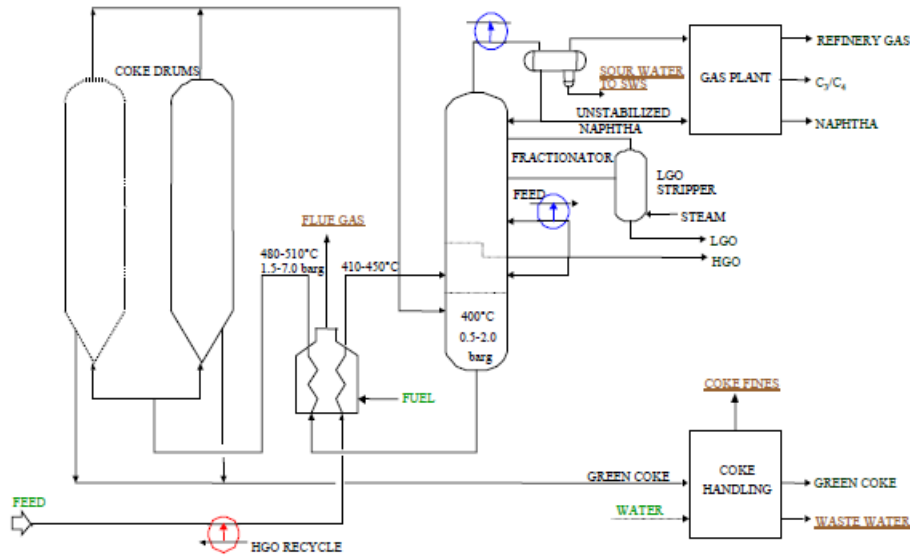 COKE DRUMS
SOUR WATER
TO SWS
GAS PLANT
REFINERY GAS
C3/C4
NAPHTHA
UNSTABILIZED
NAPHTHA
FRACTIONATOR
LGO
STRIPPER
FEED
STEAM
LGO
HGO
FLUE GAS
480-510°C
1.5-7.0 barg
410-450°C
400°C
0.5-2.0
barg
FUEL
COKE FINES
COKE
HANDLING
GREEN COKE
GREEN COKE
WATER
WASTE WATER
FEED
HGO RECYCLE